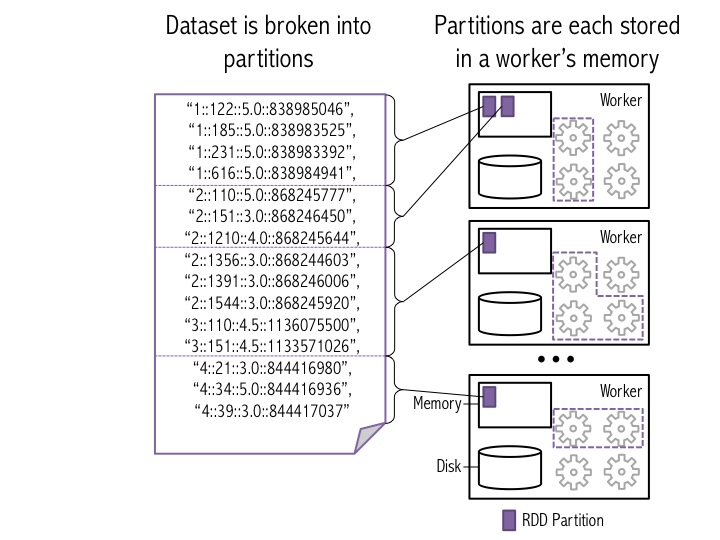 Dataset is broken into
partitions
Partitions are each stored
in a worker's memory
“1::122::5.0::838985046”,
“1::185::5.0::838983525”,
“1::231::5.0::838983392”,
“1::616::5.0::838984941”,
“2::110::5.0::868245777”,
“2::151::3.0::868246450”,
“2::1210::4.0::868245644”,
“2::1356::3.0::868244603”,
“2::1391::3.0::868246006”,
“2::1544::3.0::868245920”,
“3::110::4.5::1136075500”,
“3::151::4.5::1133571026”,
“4::21::3.0::844416980”,
“4::34::5.0::844416936”,
“4::39::3.0::844417037”
Worker
Worker
Worker
Memory
Disk
RDD Partition